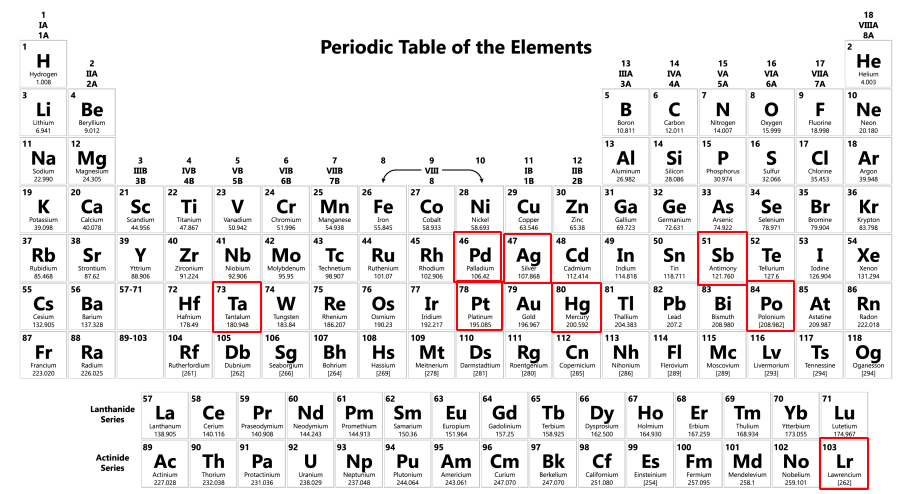 Periodic Table of the Elements
1 18
IA VIIIA
1A 8A
1 2
H He
Hydrogen Helium
1.008 4.003
2 13 14 15 16 17
IIA IIIA IVA VA VIA VIIA
2A 3A 4A 5A 6A 7A
3 4 5 6 7 8 9 10
Li Be B C N O F Ne
Lithium Beryllium Boron Carbon Nitrogen Oxygen Fluorine Neon
6.941 9.012 10.811 12.011 14.007 15.999 18.998 20.180
11 12 13 14 15 16 17 18
Na Mg Al Si P S Cl Ar
Sodium Magnesium Aluminum Silicon Phosphorus Sulfur Chlorine Argon
22.990 24.305 26.982 28.086 30.974 32.066 35.453 39.948
3 4 5 6 7 8 9 10 11 12
IIIB IVB VB VIB VIIB VIII IB IIB
3B 4B 5B 6B 7B 8 1B 2B
19 20 21 22 23 24 25 26 27 28 29 30 31 32 33 34 35 36
K Ca Sc Ti V Cr Mn Fe Co Ni Cu Zn Ga Ge As Se Br Kr
Potassium Calcium Scandium Titanium Vanadium Chromium Manganese Iron Cobalt Nickel Copper Zinc Gallium Germanium Arsenic Selenium Bromine Krypton
39.098 40.078 44.956 47.867 50.942 51.996 54.938 55.845 58.933 58.693 63.546 65.38 69.723 72.631 74.922 78.971 79.904 83.798
37 38 39 40 41 42 43 44 45 46 47 48 49 50 51 52 53 54
Rb Sr Y Zr Nb Mo Tc Ru Rh Pd Ag Cd In Sn Sb Te I Xe
Rubidium Strontium Yttrium Zirconium Niobium Molybdenum Technetium Ruthenium Rhodium Palladium Silver Cadmium Indium Tin Antimony Tellurium Iodine Xenon
85.468 87.62 88.906 91.224 92.906 95.95 98.907 101.07 102.906 106.42 107.868 112.414 114.818 118.711 121.760 127.6 126.904 131.294
55 56 57-71 72 73 74 75 76 77 78 79 80 81 82 83 84 85 86
Cs Ba Hf Ta W Re Os Ir Pt Au Hg Tl Pb Bi Po At Rn
Cesium Barium Hafnium Tantalum Tungsten Rhenium Osmium Iridium Platinum Gold Mercury Thallium Lead Bismuth Polonium Astatine Radon
132.905 137.328 178.49 180.948 183.84 186.207 190.23 192.217 195.085 196.967 200.592 204.383 207.2 208.980 [208.982] 209.987 222.018
87 88 89-103 104 105 106 107 108 109 110 111 112 113 114 115 116 117 118
Fr Ra Rf Db Sg Bh Hs Mt Ds Rg Cn Nh Fl Mc Lv Ts Og
Francium Radium Rutherfordium Dubnium Seaborgium Bohrium Hassium Meitnerium Darmstadtium Roentgenium Copernicium Nihonium Flerovium Moscovium Livermorium Tennessine Oganesson
223.020 226.025 [261] [262] [266] [264] [269] [278] [281] [280] [285] [286] [289] [289] [293] [294] [294]
Lanthanide
Series
57 58 59 60 61 62 63 64 65 66 67 68 69 70 71
La Ce Pr Nd Pm Sm Eu Gd Tb Dy Ho Er Tm Yb Lu
Lanthanum Cerium Praseodymium Neodymium Promethium Samarium Europium Gadolinium Terbium Dysprosium Holmium Erbium Thulium Ytterbium Lutetium
138.905 140.116 140.908 144.243 144.913 150.36 151.964 157.25 158.925 162.500 164.930 167.259 168.934 173.055 174.967
Actinide
Series
89 90 91 92 93 94 95 96 97 98 99 100 101 102 103
Ac Th Pa U Np Pu Am Cm Bk Cf Es Fm Md No Lr
Actinium Thorium Protactinium Uranium Neptunium Plutonium Americium Curium Berkelium Californium Einsteinium Fermium Mendelevium Nobelium Lawrencium
227.028 232.038 231.036 238.029 237.048 244.064 243.061 247.070 247.070 251.080 [254] 257.095 258.1 259.101 [262]